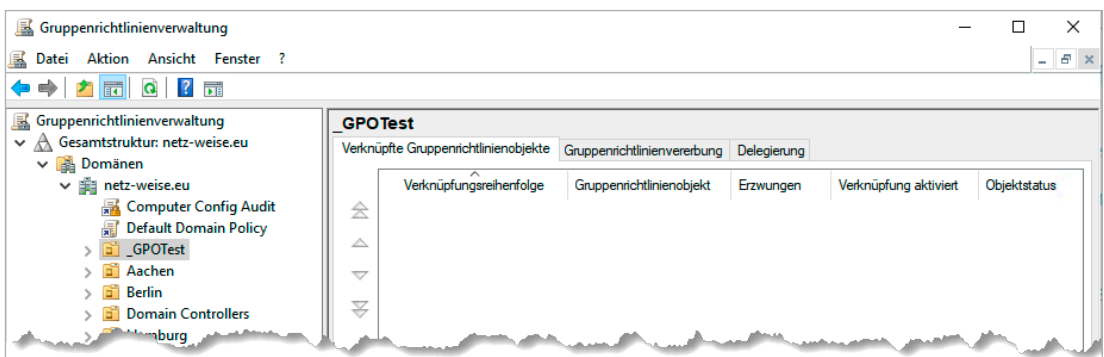 Gruppenrichtlinienverwaltung
Datei Aktion Ansicht Fenster ?
Gruppenrichtlinienverwaltung
Gesamtstruktur: netz-weise.eu
Domänen
netz-weise.eu
Computer Config Audit
Default Domain Policy
_GPOTest
Aachen
Berlin
Domain Controllers
_GPOTest
Verknüpfte Gruppenrichtlinienobjekte Gruppenrichtlinienvererbung Delegierung
Verknüpfungsreihenfolge Gruppenrichtlinienobjekt Erzwungen Verknüpfung aktiviert Objektstatus